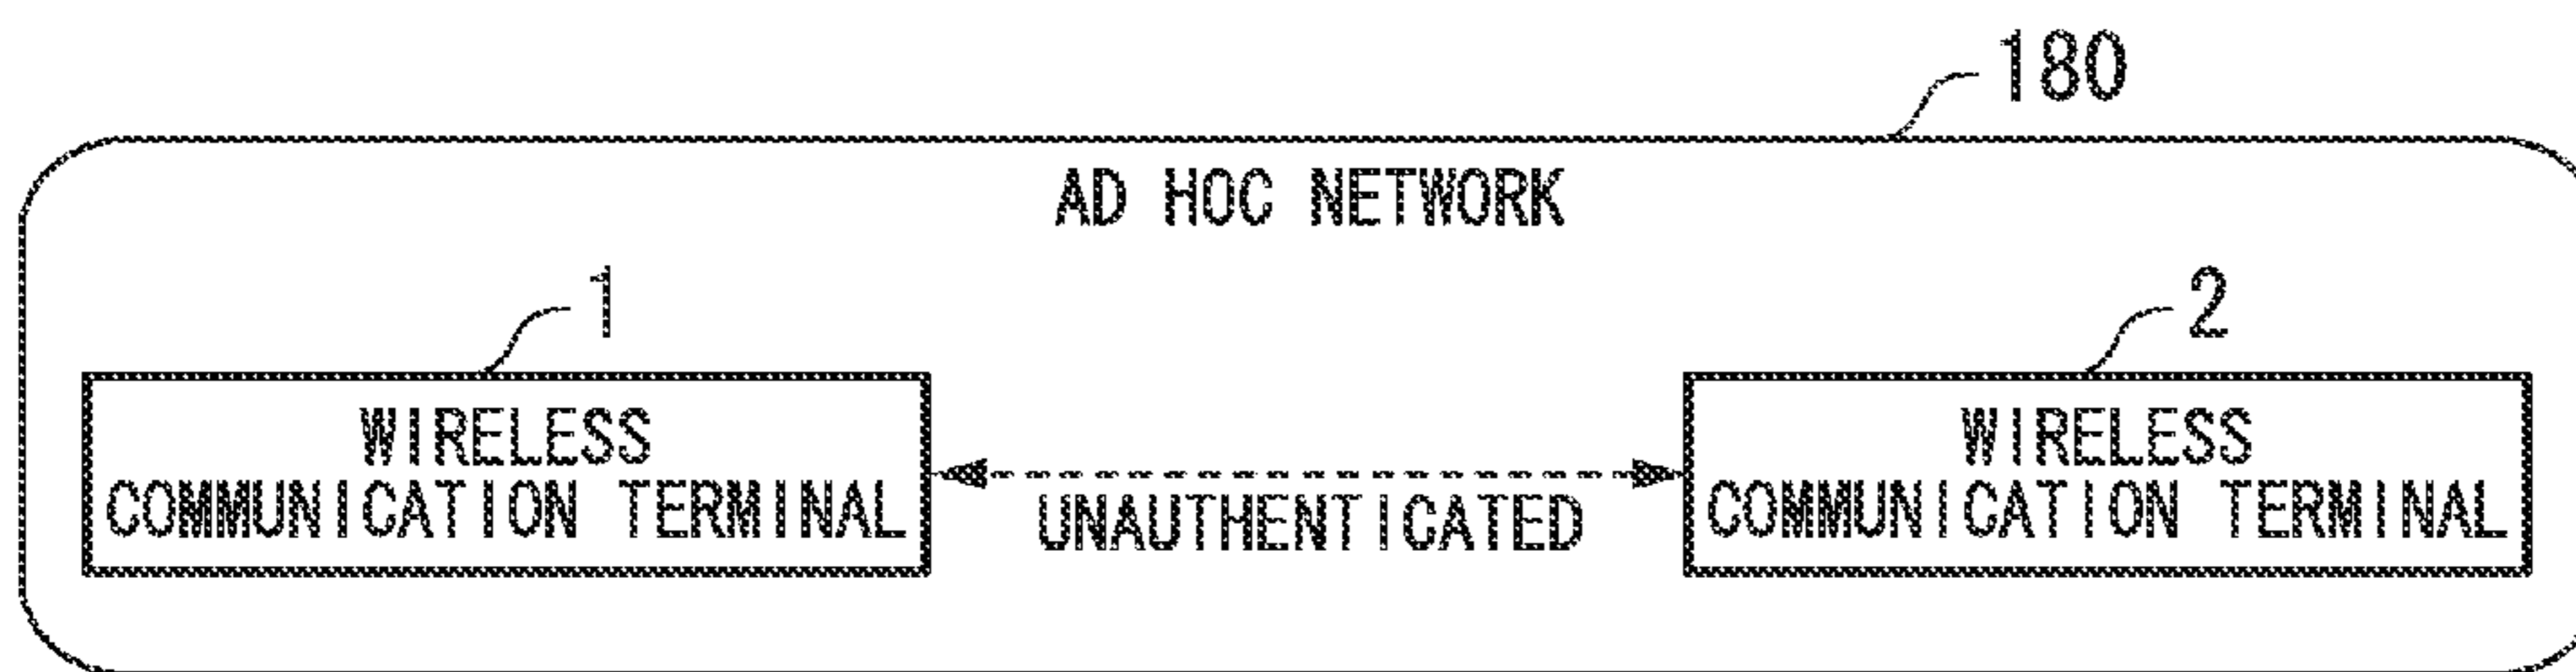 180
AD HOC NETWORK
1
2
WIRELESS
COMMUNICATION TERMINAL
UNAUTHENTICATED
WIRELESS
COMMUNICATION TERMINAL